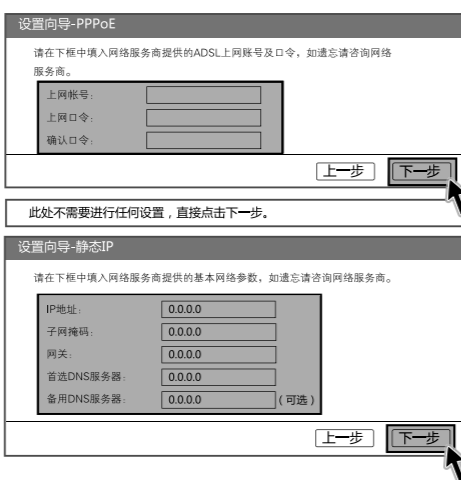 设置向导-PPPoE
请在下框中填入网络服务商提供的ADSL上网账号及口令，如遗忘请咨询网络
服务商。
上网帐号：
上网口令：
确认口令：
上一步 下一步
此处不需要进行任何设置，直接点击下一步。
设置向导-静态IP
请在下框中填入网络服务商提供的基本网络参数，如遗忘请咨询网络服务商。
IP地址： 0.0.0.0
子网掩码： 0.0.0.0
网关： 0.0.0.0
首选DNS服务器： 0.0.0.0
备用DNS服务器： 0.0.0.0 （可选）
上一步 下一步